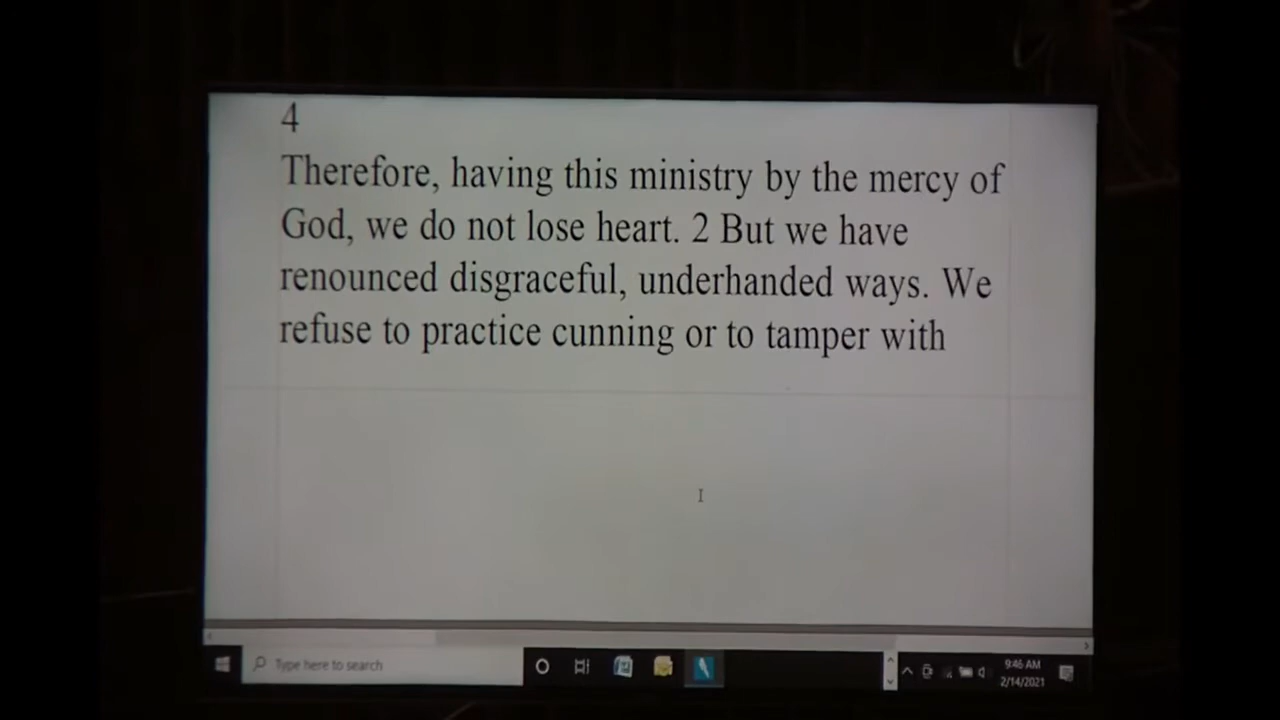 4
Therefore, having this ministry by the mercy of
God, we do not lose heart. 2 But we have
renounced disgraceful, underhanded ways. We
refuse to practice cunning or to tamper with
Type here to search
9:46 AM
2/14/2021